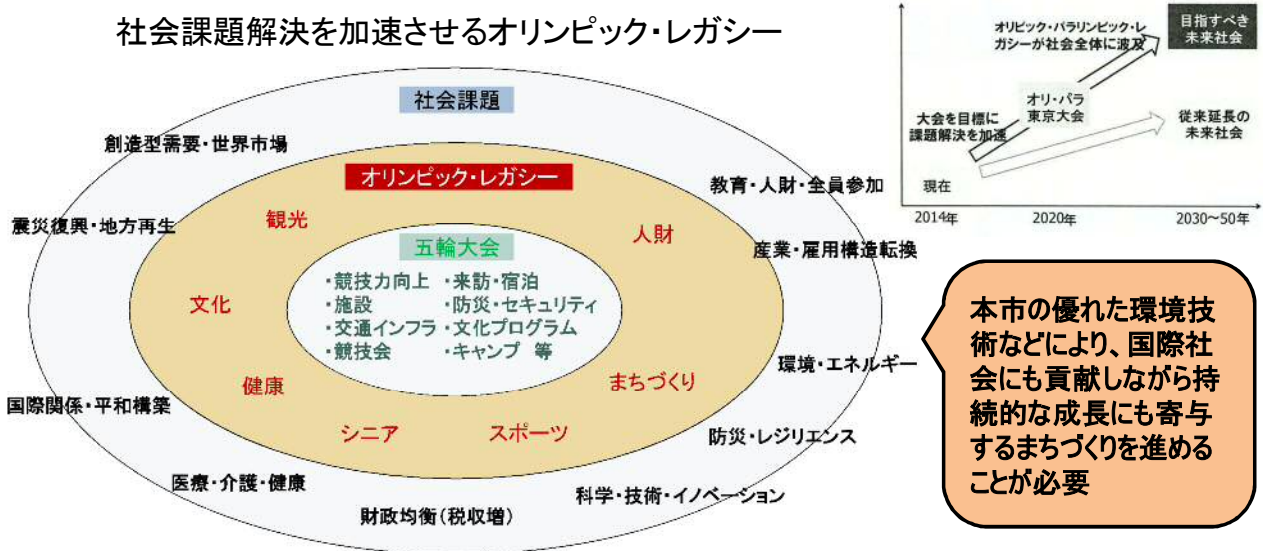 社会課題解決を加速させるオリンピック・レガシー
社会課題
創造型需要・世界市場
震災復興・地方再生
国際関係・平和構築
医療・介護・健康
財政均衡（税収増）
科学・技術・イノベーション
防災・レジリエンス
環境・エネルギー
産業・雇用構造転換
教育・人財・全員参加
オリンピック・レガシー
観光
人財
文化
健康
まちづくり
シニア
スポーツ
五輪大会
・競技力向上 ・来訪・宿泊
・施設 ・防災・セキュリティ
・交通インフラ ・文化プログラム
・競技会 ・キャンプ 等
オリピック・パラリンピック・レ
ガシーが社会全体に波及
目指すべき
未来社会
オリ・パラ
東京大会
大会を目標に
課題解決を加速
従来延長の
未来社会
現在
2014年
2020年
2030～50年
本市の優れた環境技
術などにより、国際社
会にも貢献しながら持
続的な成長にも寄与
するまちづくりを進める
ことが必要